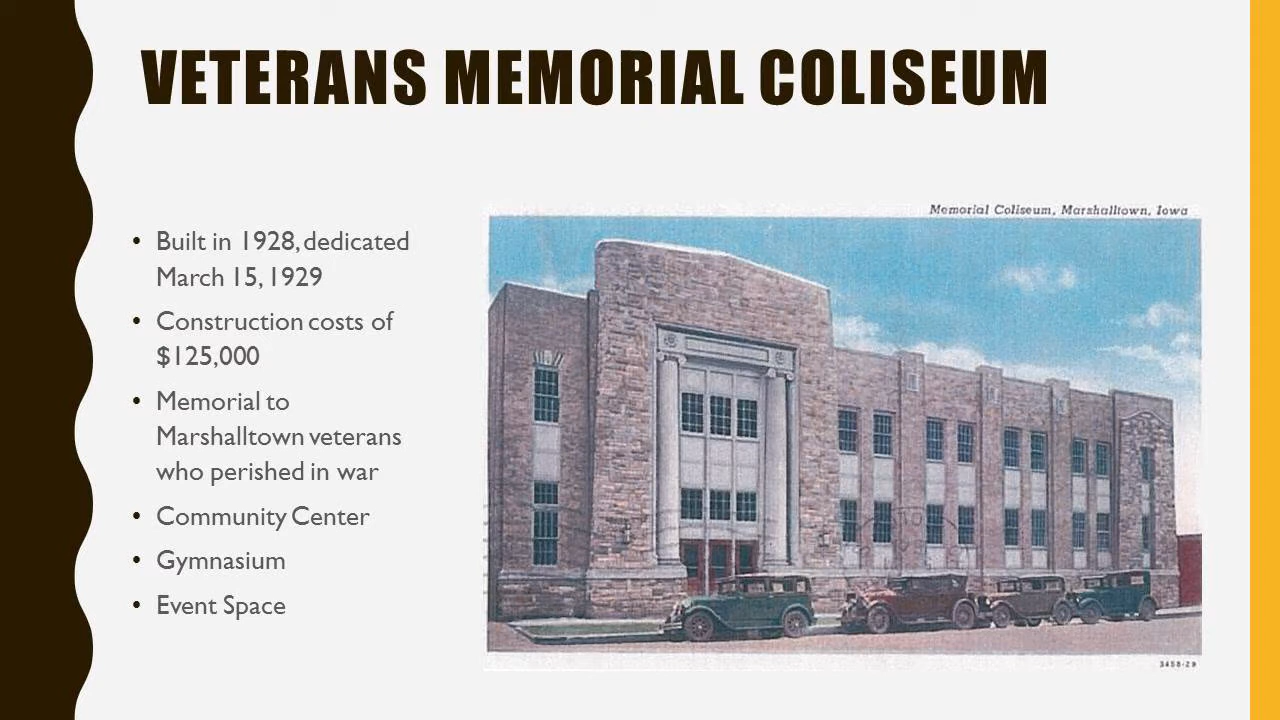 VETERANS MEMORIAL COLISEUM
Memorial Coliseum, Marshalltown, Iowa
• Built in 1928, dedicated
March 15, 1929
• Construction costs of
$125,000
• Memorial to
Marshalltown veterans
who perished in war
• Community Center
• Gymnasium
• Event Space
3458-29